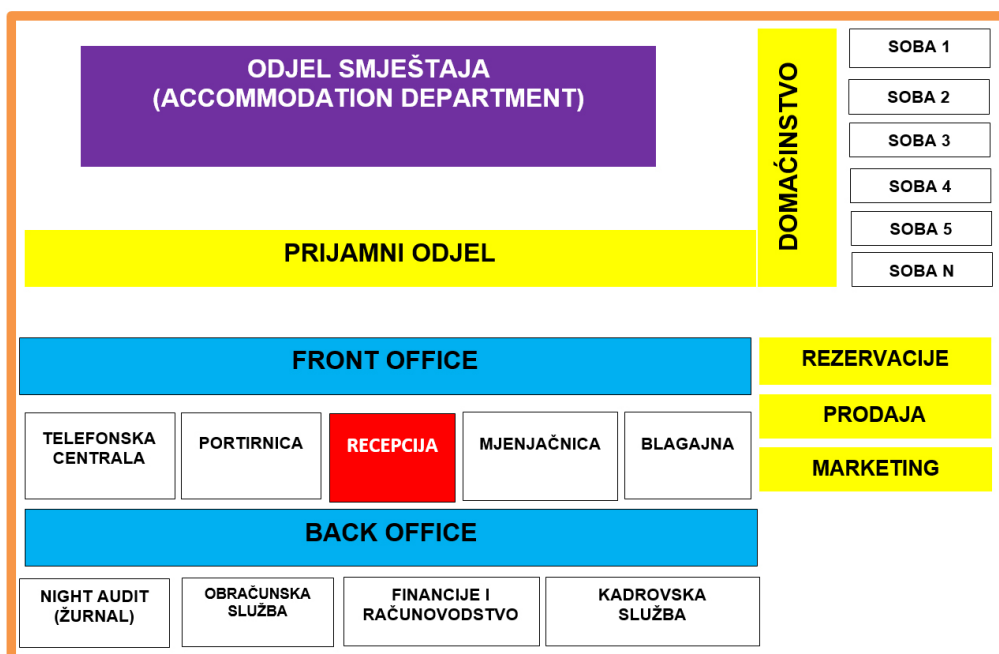 ODJEL SMJEŠTAJA
(ACCOMMODATION DEPARTMENT)
DOMAĆINSTVO
SOBA 1
SOBA 2
SOBA 3
SOBA 4
SOBA 5
SOBA N
PRIJAMNI ODJEL
FRONT OFFICE
REZERVACIJE
PRODAJA
MARKETING
TELEFONSKA
CENTRALA
PORTIRNICA
RECEPCIJA
MJENJAČNICA
BLAGAJNA
BACK OFFICE
NIGHT AUDIT
(ŽURNAL)
OBRAČUNSKA
SLUŽBA
FINANCIJE I
RAČUNOVODSTVO
KADROVSKA
SLUŽBA